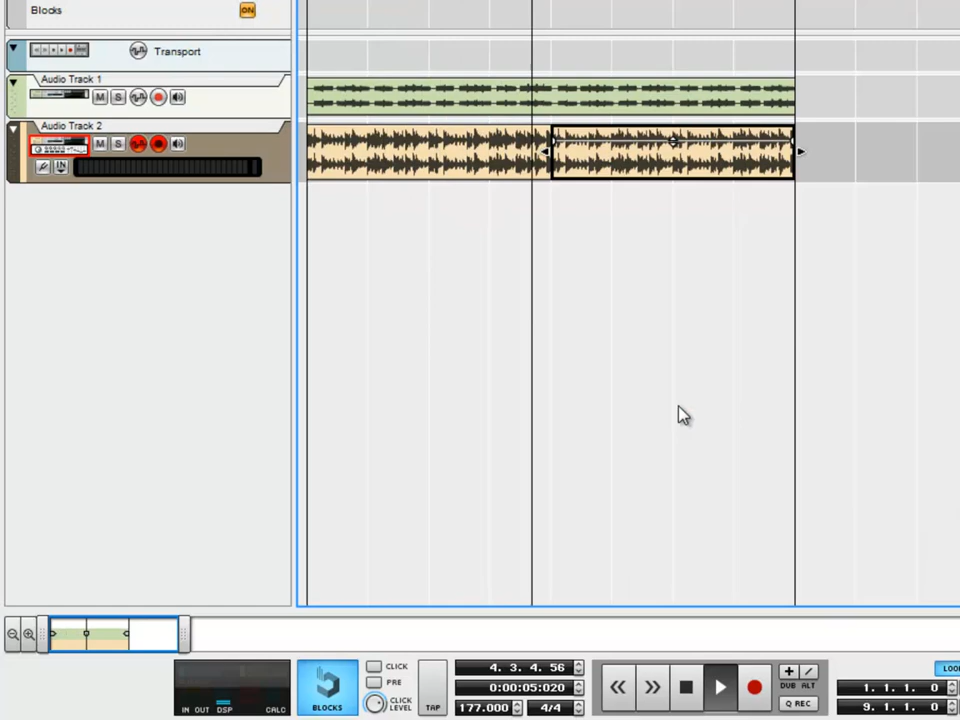 Blocks ON
Transport
Audio Track 1
M S
Audio Track 2
M S
IN
IN OUT DSP CALC
BLOCKS
CLICK
PRE
CLICK LEVEL
TAP
4. 3. 4. 56
0:00:05:020
177.000 4/4
DUB ALT
Q REC
LOO
1. 1. 1. 0
9. 1. 1. 0